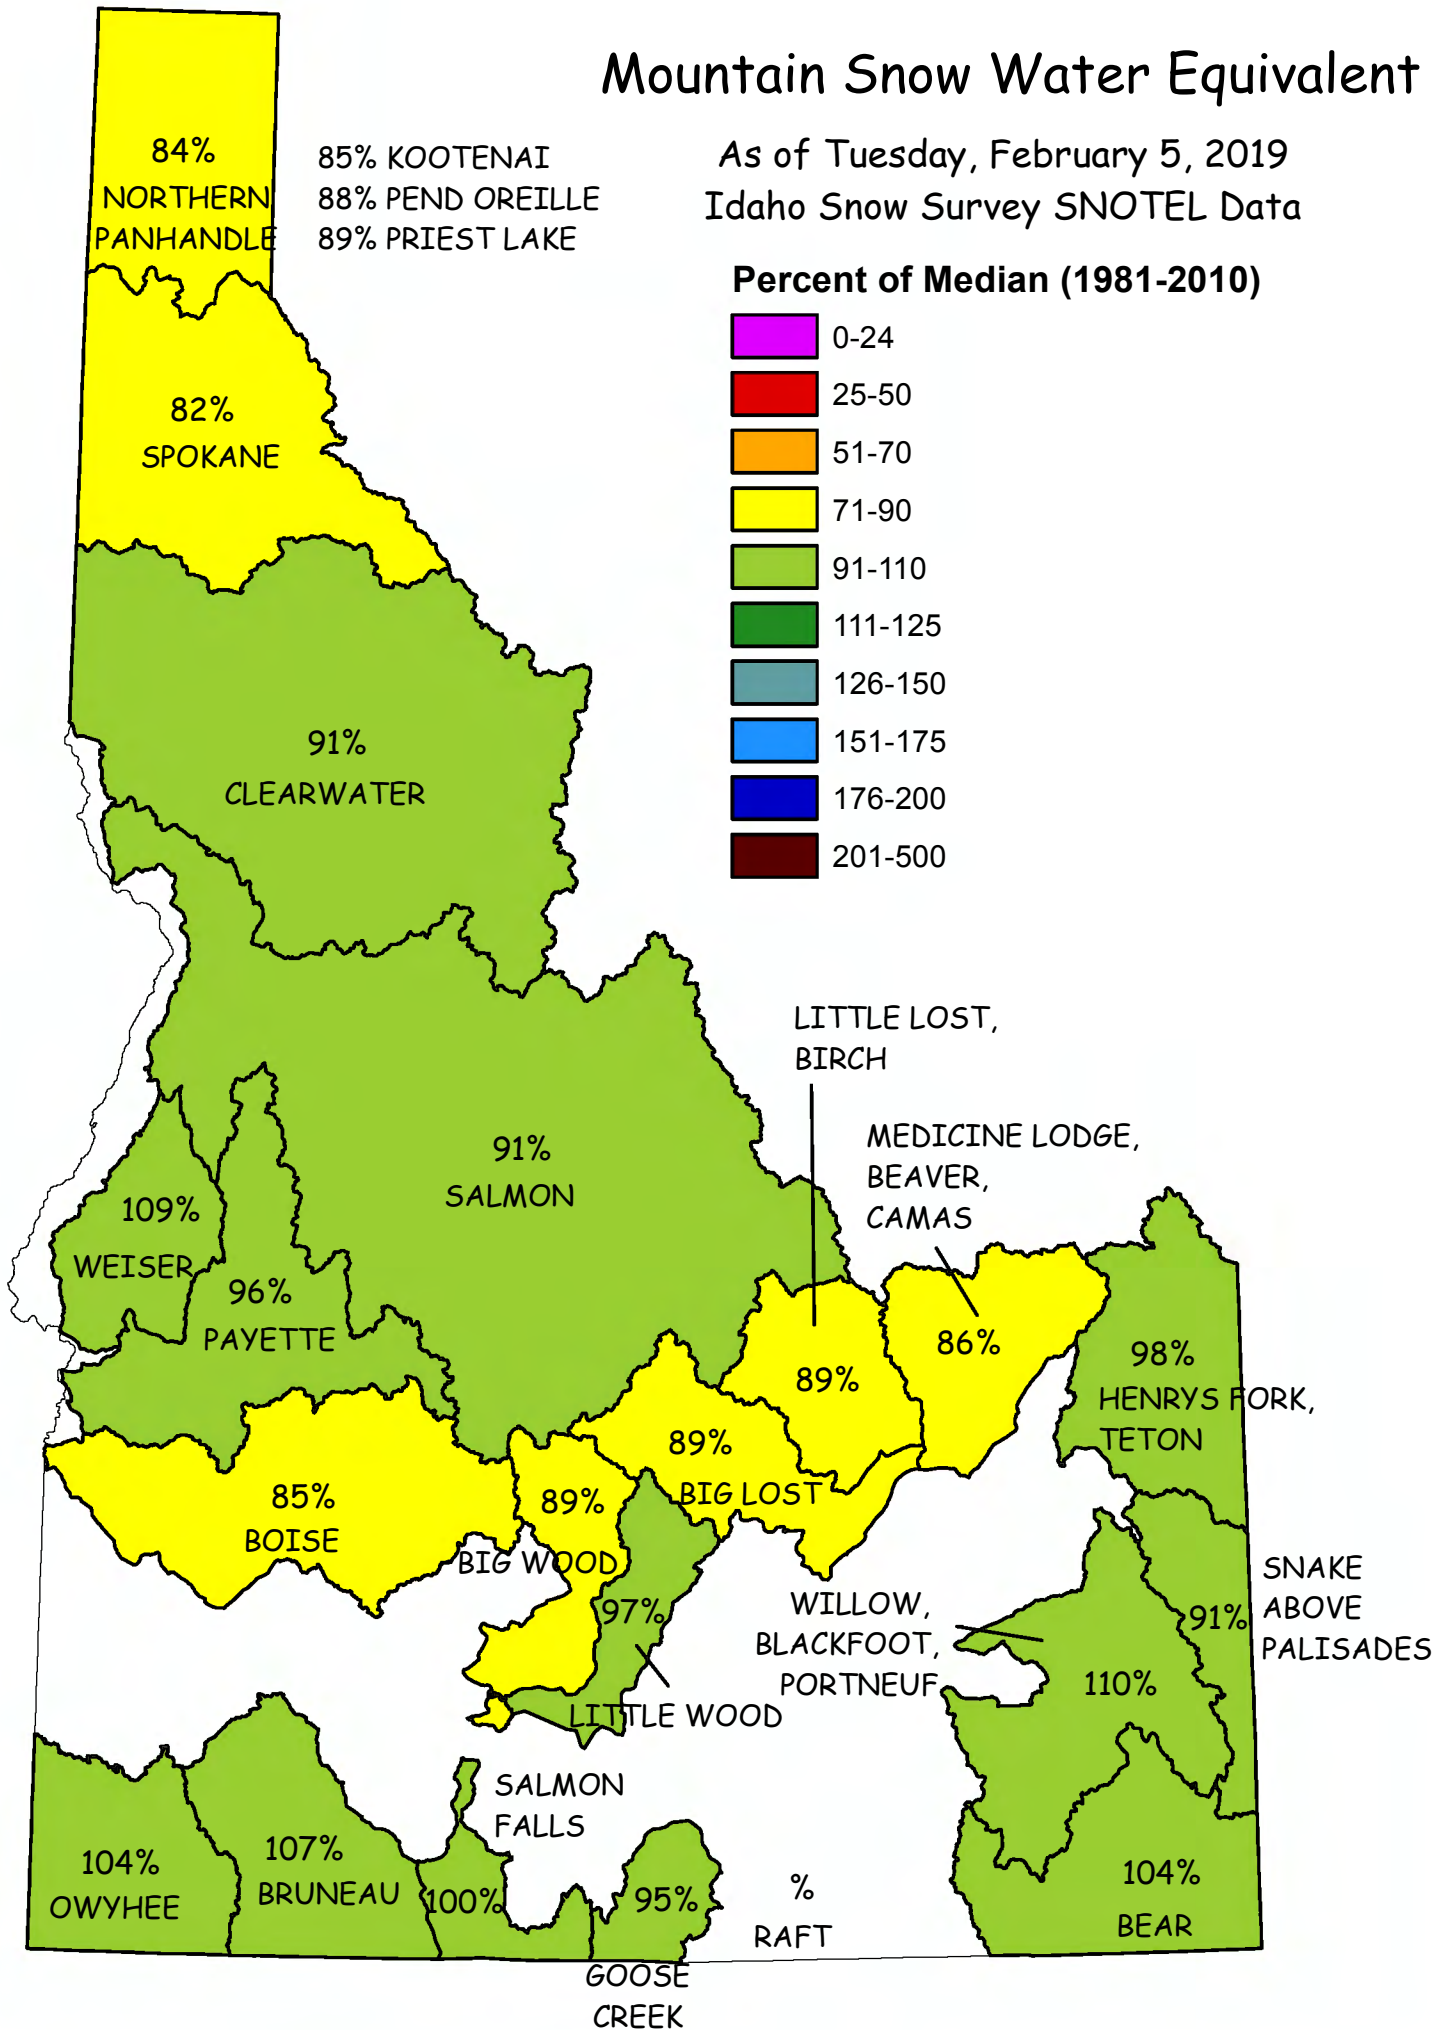 Mountain Snow Water Equivalent
As of Tuesday, February 5, 2019
Idaho Snow Survey SNOTEL Data
Percent of Median (1981-2010)
0-24
25-50
51-70
71-90
91-110
111-125
126-150
151-175
176-200
201-500
84%
NORTHERN
PANHANDLE
85% KOOTENAI
88% PEND OREILLE
89% PRIEST LAKE
82%
SPOKANE
91%
CLEARWATER
LITTLE LOST,
BIRCH
MEDICINE LODGE,
BEAVER,
CAMAS
91%
SALMON
109%
WEISER
96%
PAYETTE
89%
86%
98%
HENRYS FORK,
TETON
89%
BIG LOST
85%
BOISE
89%
BIG WOOD
97%
LITTLE WOOD
WILLOW,
BLACKFOOT,
PORTNEUF
110%
91%
SNAKE
ABOVE
PALISADES
SALMON
FALLS
104%
OWYHEE
107%
BRUNEAU
100%
95%
GOOSE
CREEK
%
RAFT
104%
BEAR